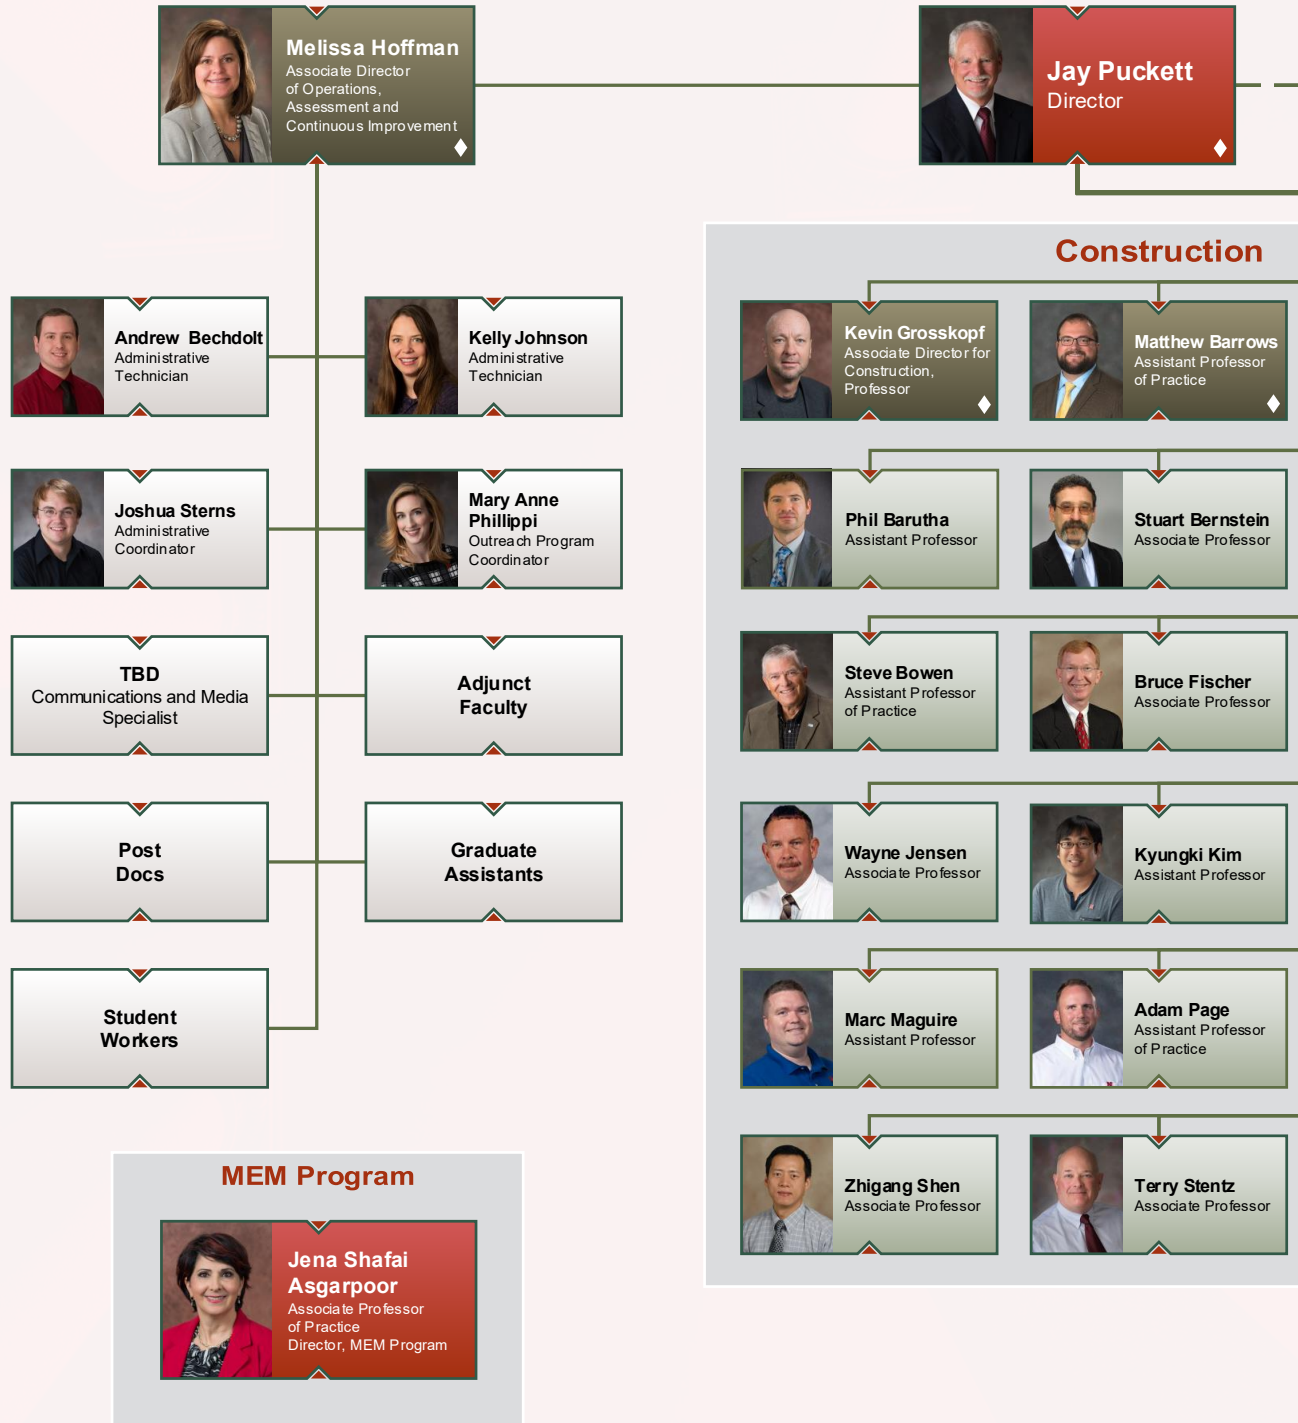 Melissa Hoffman
Associate Director
of Operations,
Assessment and
Continuous Improvement
Jay Puckett
Director
Andrew Bechdolt
Administrative
Technician
Kelly Johnson
Administrative
Technician
Joshua Sterns
Administrative
Coordinator
Mary Anne
Phillippi
Outreach Program
Coordinator
TBD
Communications and Media
Specialist
Adjunct
Faculty
Post
Docs
Graduate
Assistants
Student
Workers
MEM Program
Jena Shafai
Asgarpoor
Associate Professor
of Practice
Director, MEM Program
Construction
Kevin Grosskopf
Associate Director for
Construction,
Professor
Matthew Barrows
Assistant Professor
of Practice
Phil Barutha
Assistant Professor
Stuart Bernstein
Associate Professor
Steve Bowen
Assistant Professor
of Practice
Bruce Fischer
Associate Professor
Wayne Jensen
Associate Professor
Kyungki Kim
Assistant Professor
Marc Maguire
Assistant Professor
Adam Page
Assistant Professor
of Practice
Zhigang Shen
Associate Professor
Terry Stentz
Associate Professor